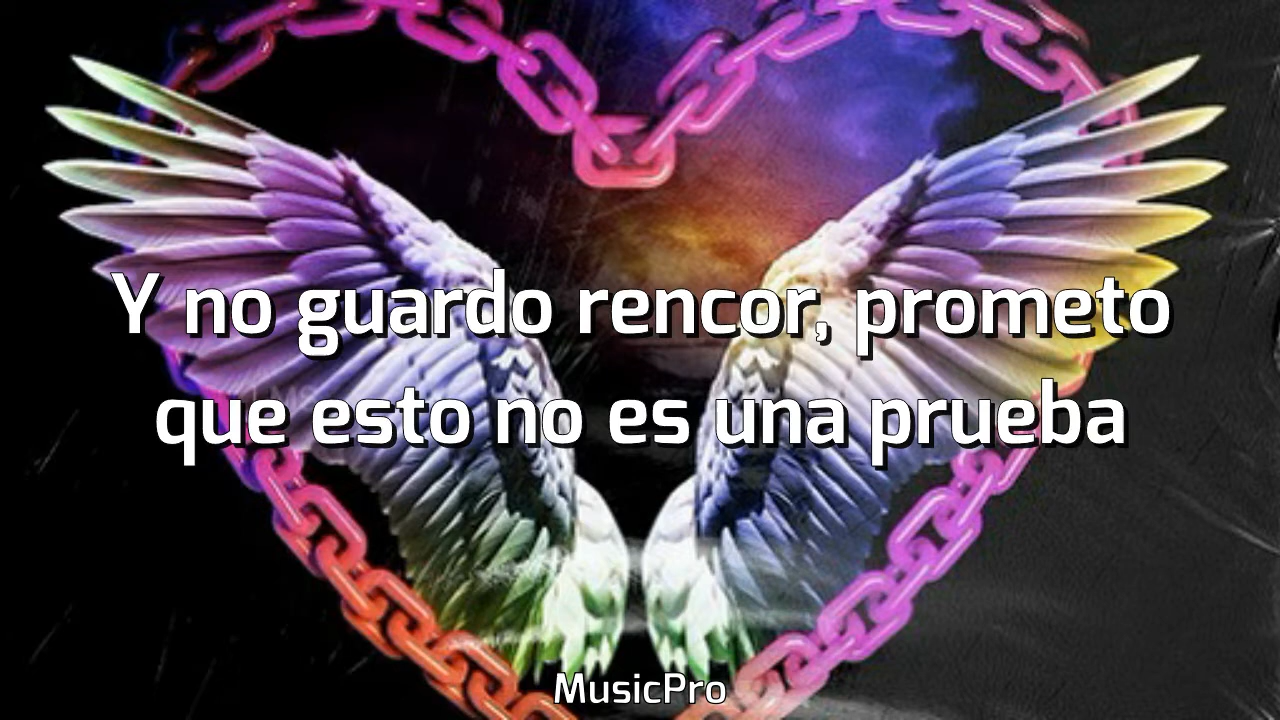 Y no guardo rencor, prometo
que esto no es una prueba
MusicPro